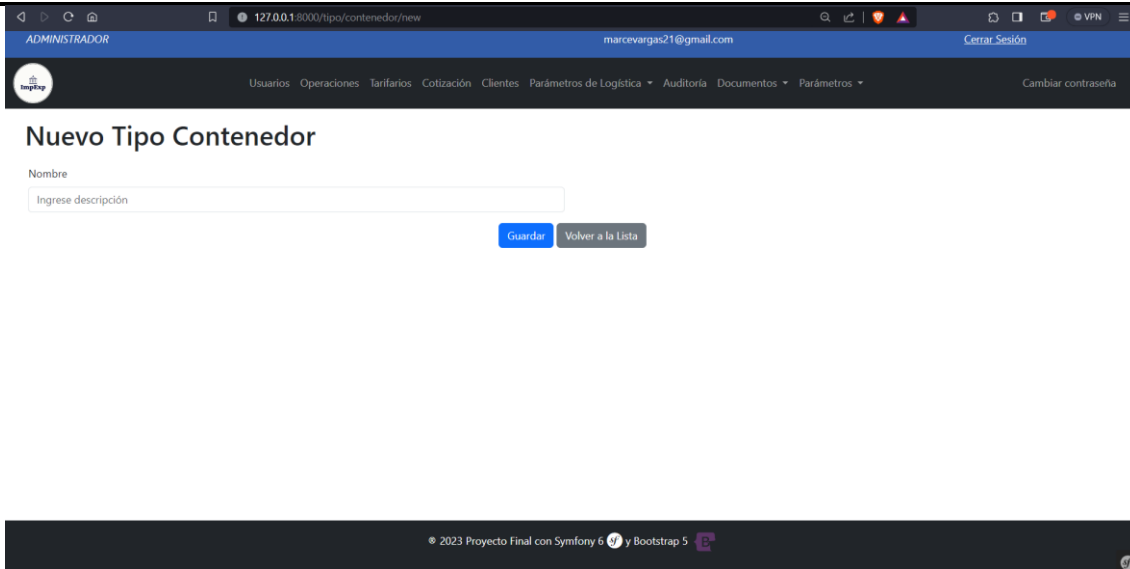 127.0.0.1:8000/tipo/contenedor/new VPN
ADMINISTRADOR marcevargas21@gmail.com Cerrar Sesión
ImpExp Usuarios Operaciones Tarifarios Cotización Clientes Parámetros de Logística Auditoría Documentos Parámetros Cambiar contraseña
Nuevo Tipo Contenedor
Nombre
Ingrese descripción
Guardar Volver a la Lista
® 2023 Proyecto Final con Symfony 6 sf y Bootstrap 5 B